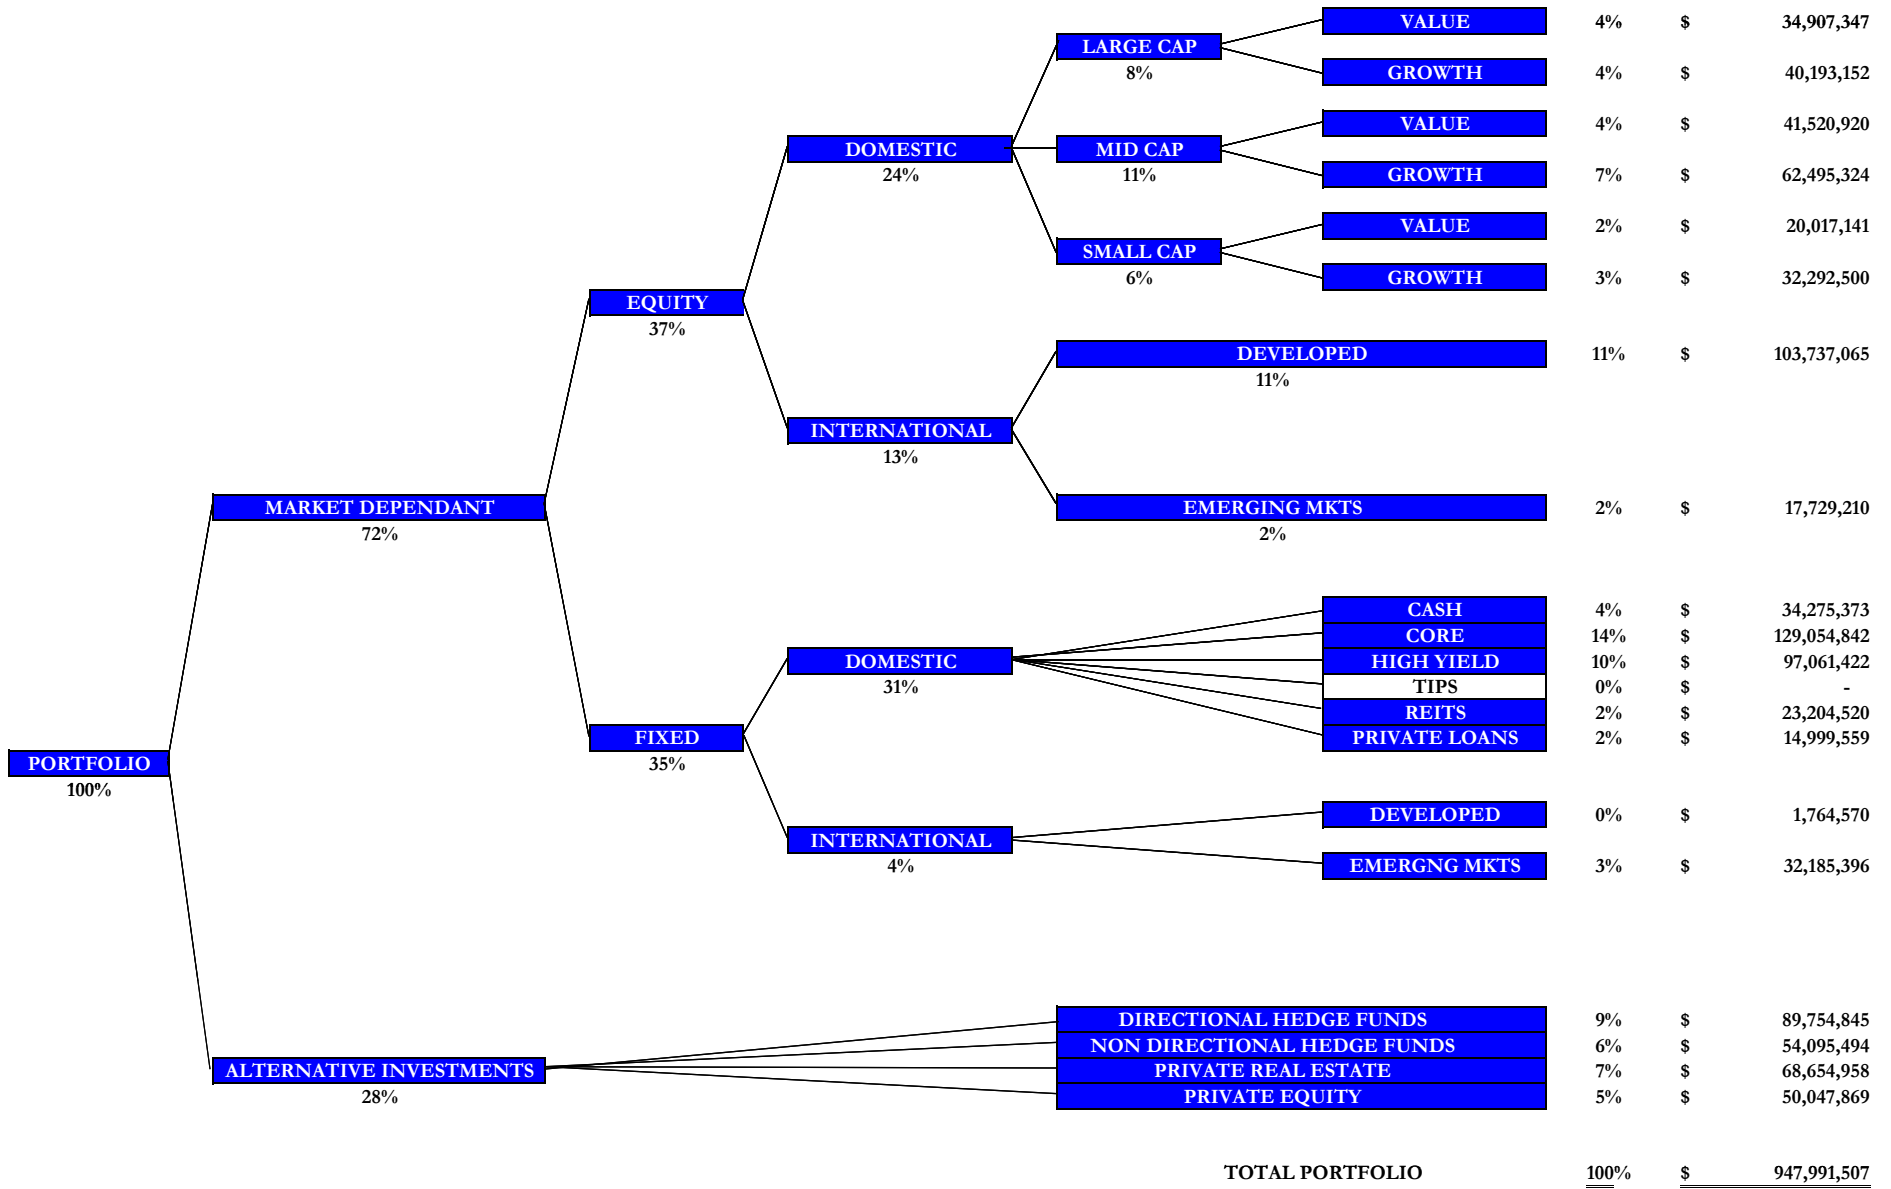 VALUE 4% $ 34,907,347
LARGE CAP
8%
GROWTH 4% $ 40,193,152
VALUE 4% $ 41,520,920
DOMESTIC MID CAP
24% 11%
GROWTH 7% $ 62,495,324
VALUE 2% $ 20,017,141
SMALL CAP
6%
GROWTH 3% $ 32,292,500
EQUITY
37%
DEVELOPED 11% $ 103,737,065
11%
INTERNATIONAL
13%
MARKET DEPENDANT EMERGING MKTS 2% $ 17,729,210
72% 2%
CASH 4% $ 34,275,373
CORE 14% $ 129,054,842
DOMESTIC HIGH YIELD 10% $ 97,061,422
31% TIPS 0% $ -
REITS 2% $ 23,204,520
FIXED PRIVATE LOANS 2% $ 14,999,559
35%
PORTFOLIO
100%
DEVELOPED 0% $ 1,764,570
INTERNATIONAL
4% EMERGNG MKTS 3% $ 32,185,396
DIRECTIONAL HEDGE FUNDS 9% $ 89,754,845
NON DIRECTIONAL HEDGE FUNDS 6% $ 54,095,494
ALTERNATIVE INVESTMENTS PRIVATE REAL ESTATE 7% $ 68,654,958
28% PRIVATE EQUITY 5% $ 50,047,869
TOTAL PORTFOLIO 100% $ 947,991,507